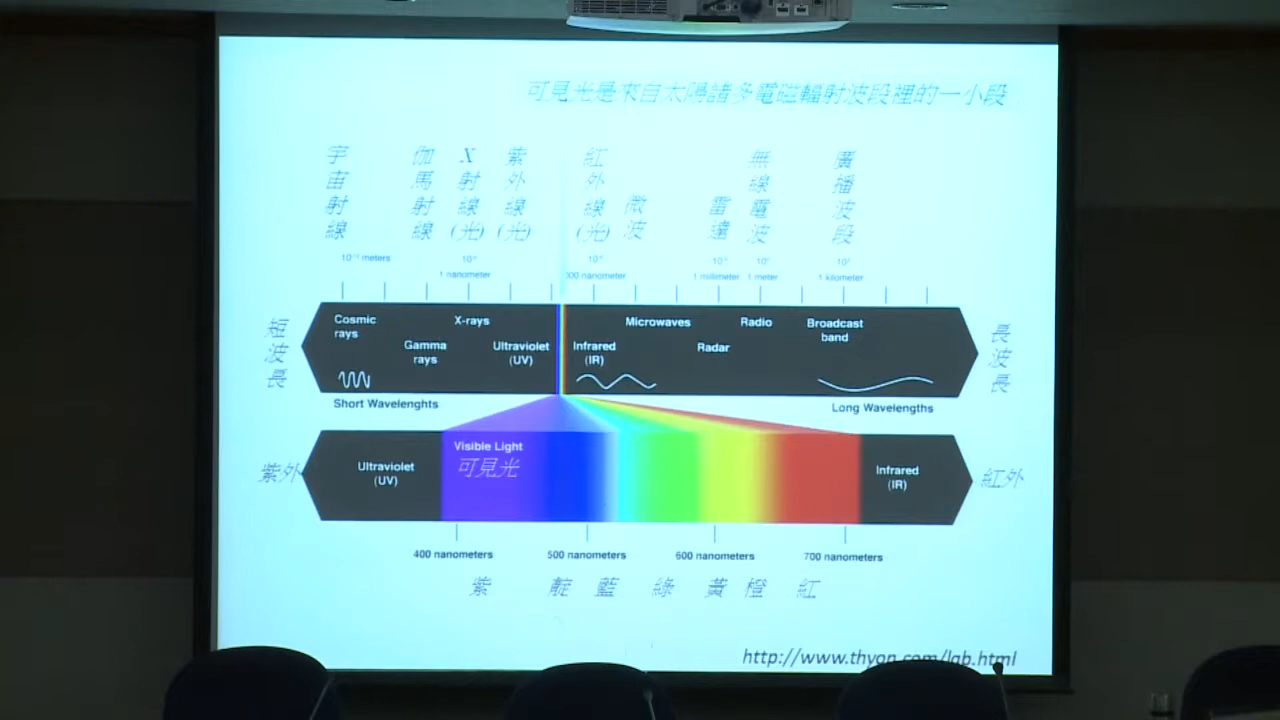 可見光是來自太陽諸多電磁輻射波段裡的一小段
宇宙射線
伽馬射線
X射線(光)
紫外線(光)
紅外線(光)
微波
雷達
無線電波
廣播波段
meters
1 nanometer
000 nanometer
1 millimeter
1 meter
1 kilometer
短波長
Cosmic rays
Gamma rays
X-rays
Ultraviolet (UV)
Infrared (IR)
Microwaves
Radar
Radio
Broadcast band
長波長
Short Wavelenghts
Long Wavelengths
紫外
Ultraviolet (UV)
Visible Light
可見光
Infrared (IR)
紅外
400 nanometers
500 nanometers
600 nanometers
700 nanometers
紫 靛 藍 綠 黃 橙 紅
http://www.thyon.com/lab.html